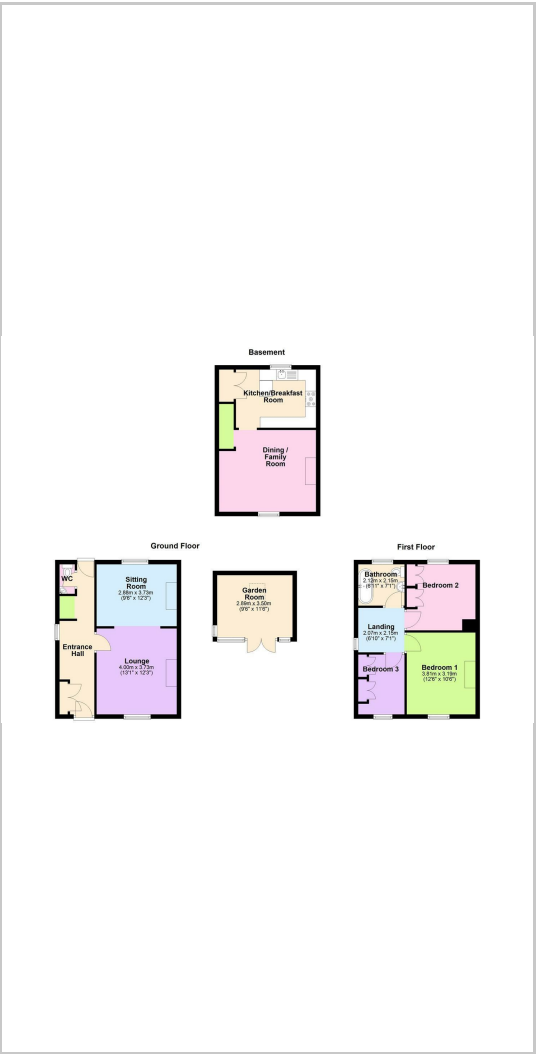 Basement
Kitchen/Breakfast
Room
Dining /
Family
Room
Ground Floor
WC
Sitting
Room
2.88m x 3.73m
(9'6" x 12'3")
Entrance
Hall
Lounge
4.00m x 3.73m
(13'1" x 12'3")
Garden
Room
2.89m x 3.50m
(9'6" x 11'6")
First Floor
Bathroom
2.12m x 2.15m
(6'11" x 7'1")
Bedroom 2
Landing
2.07m x 2.15m
(6'10" x 7'1")
Bedroom 3
Bedroom 1
3.81m x 3.19m
(12'6" x 10'6")